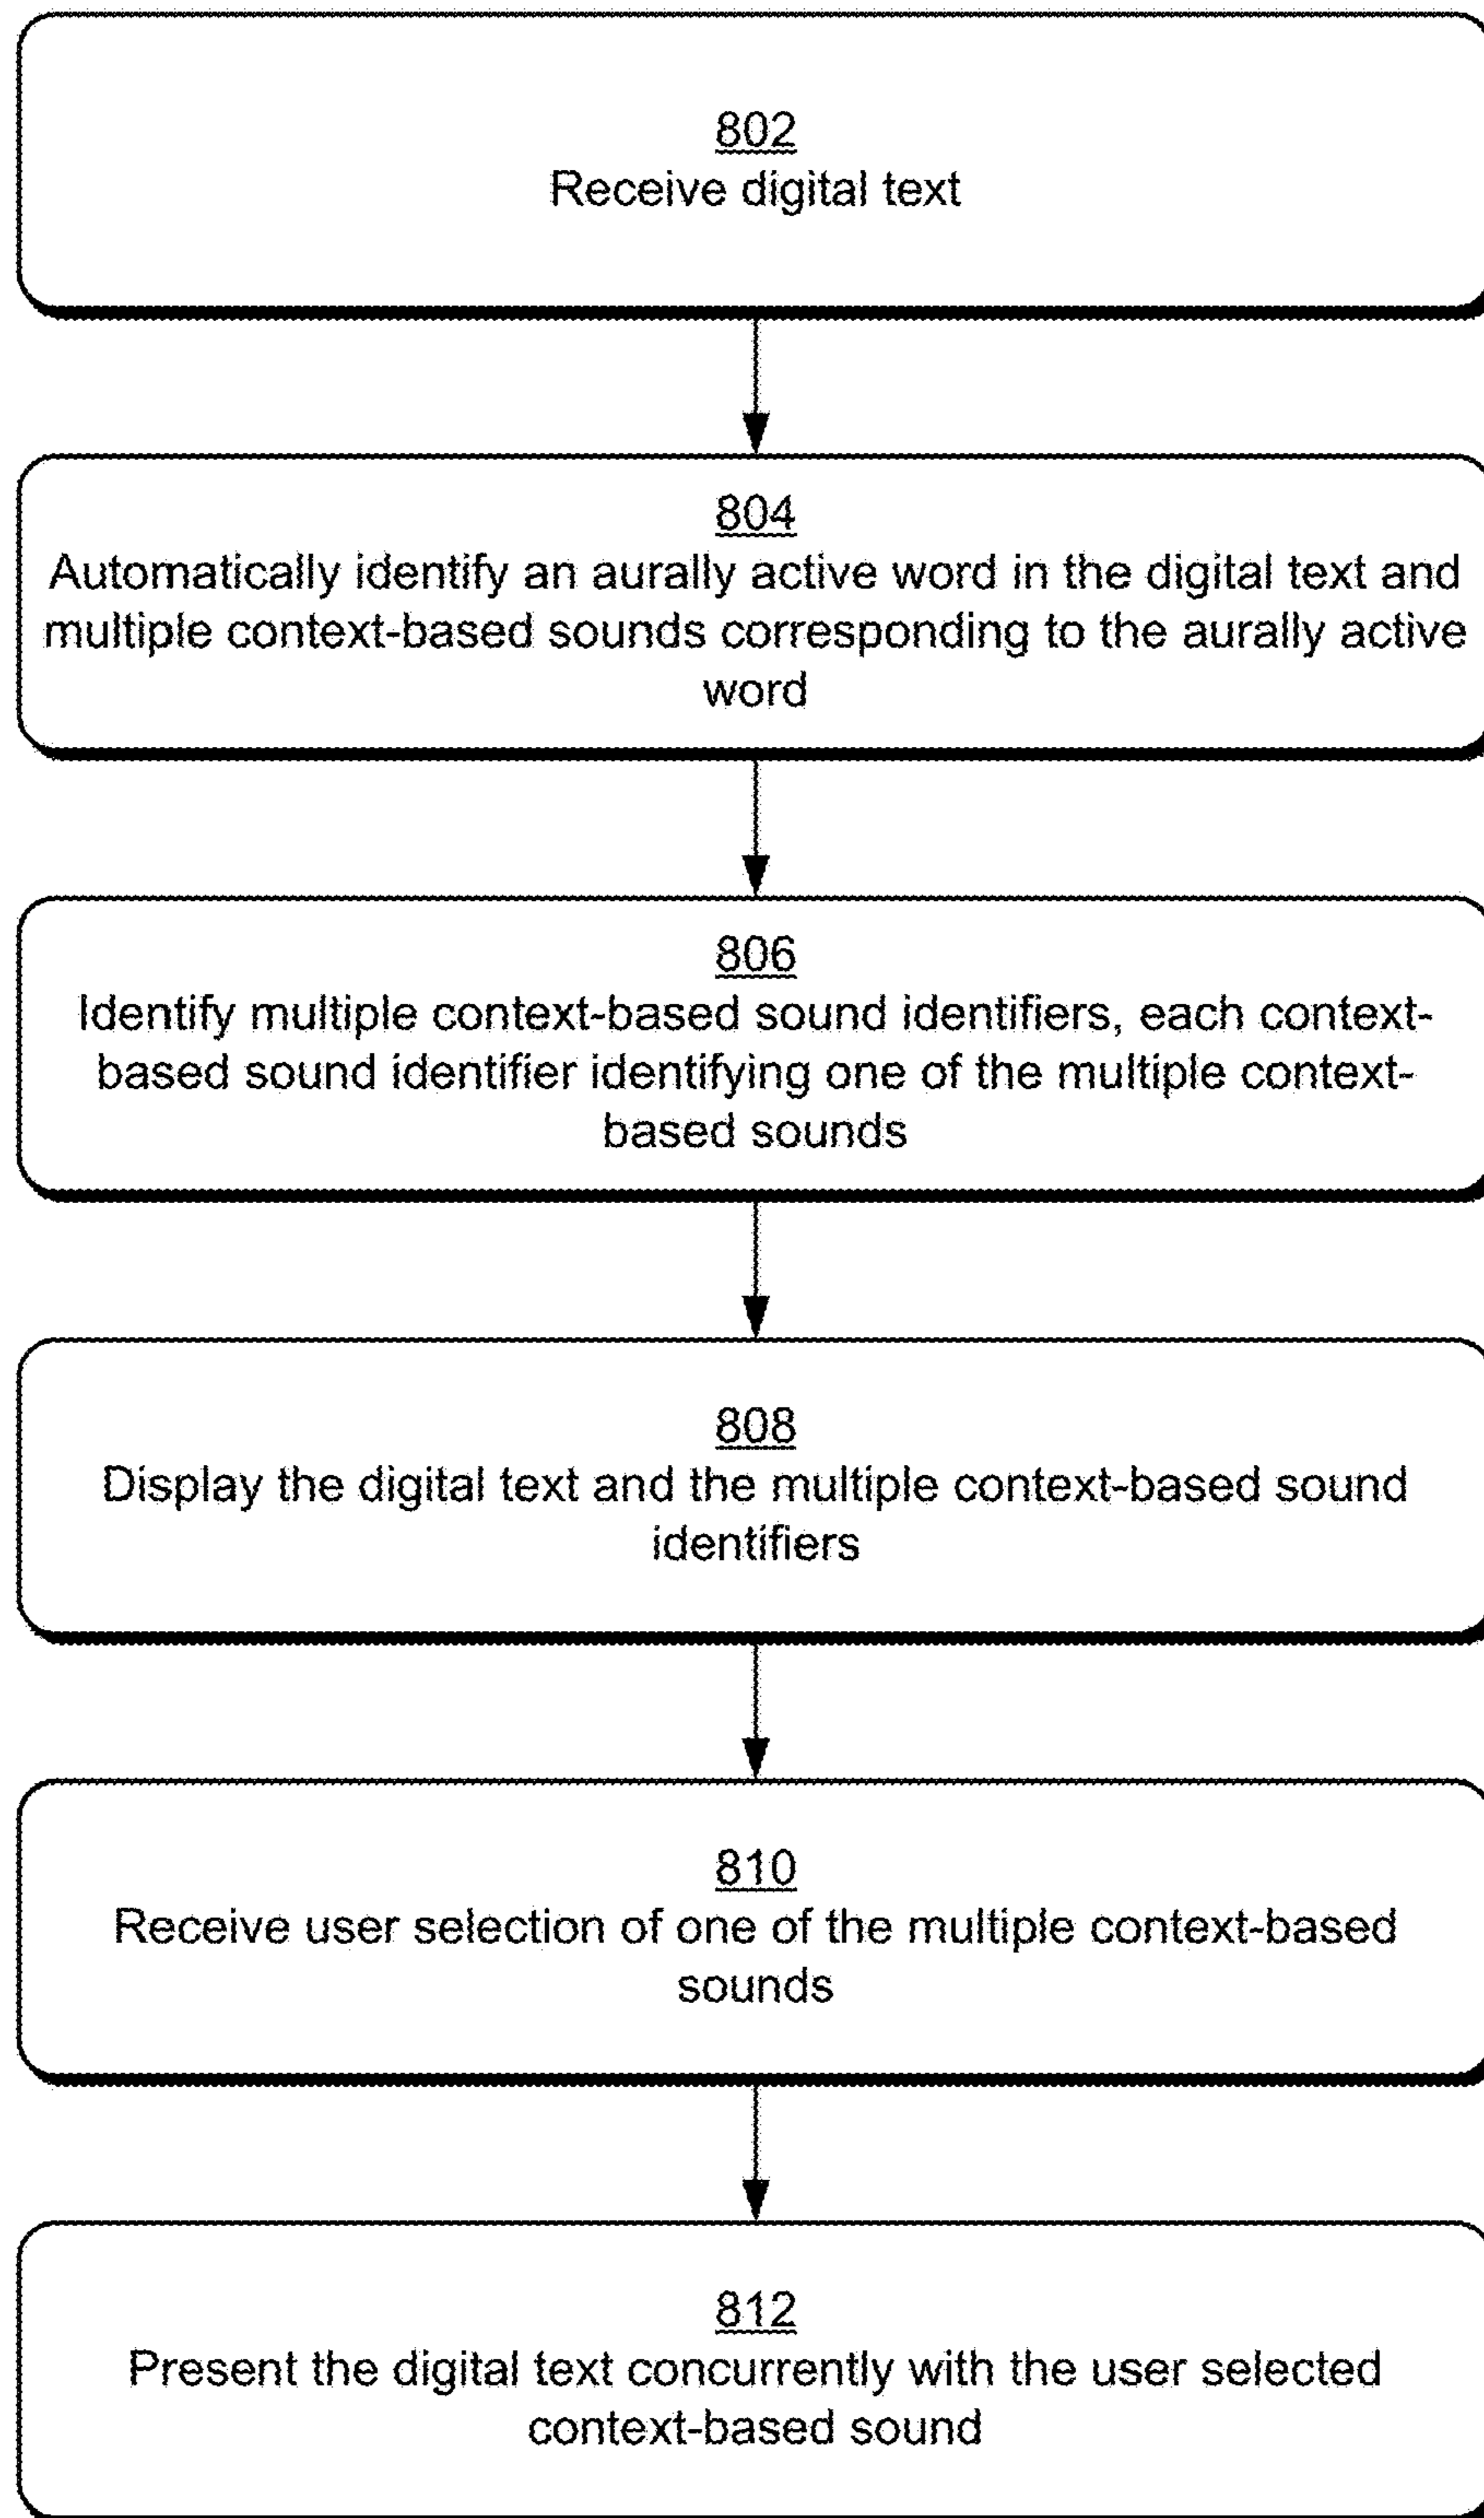 802
Receive digital text
804
Automatically identify an aurally active word in the digital text and
multiple context-based sounds corresponding to the aurally active
word
806
Identify multiple context-based sound identifiers, each context-
based sound identifier identifying one of the multiple context-
based sounds
808
Display the digital text and the multiple context-based sound
identifiers
810
Receive user selection of one of the multiple context-based
sounds
812
Present the digital text concurrently with the user selected
context-based sound